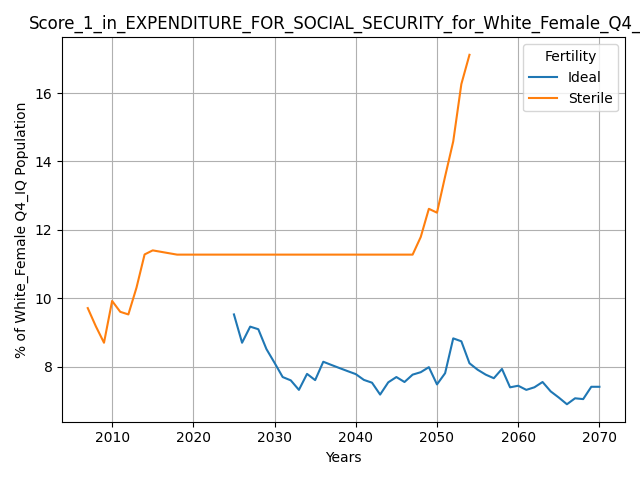 Score_1_in_EXPENDITURE_FOR_SOCIAL_SECURITY_for_White_Female_Q4_
Fertility
Ideal
Sterile
% of White_Female Q4_IQ Population
16
14
12
10
8
2010 2020 2030 2040 2050 2060 2070
Years